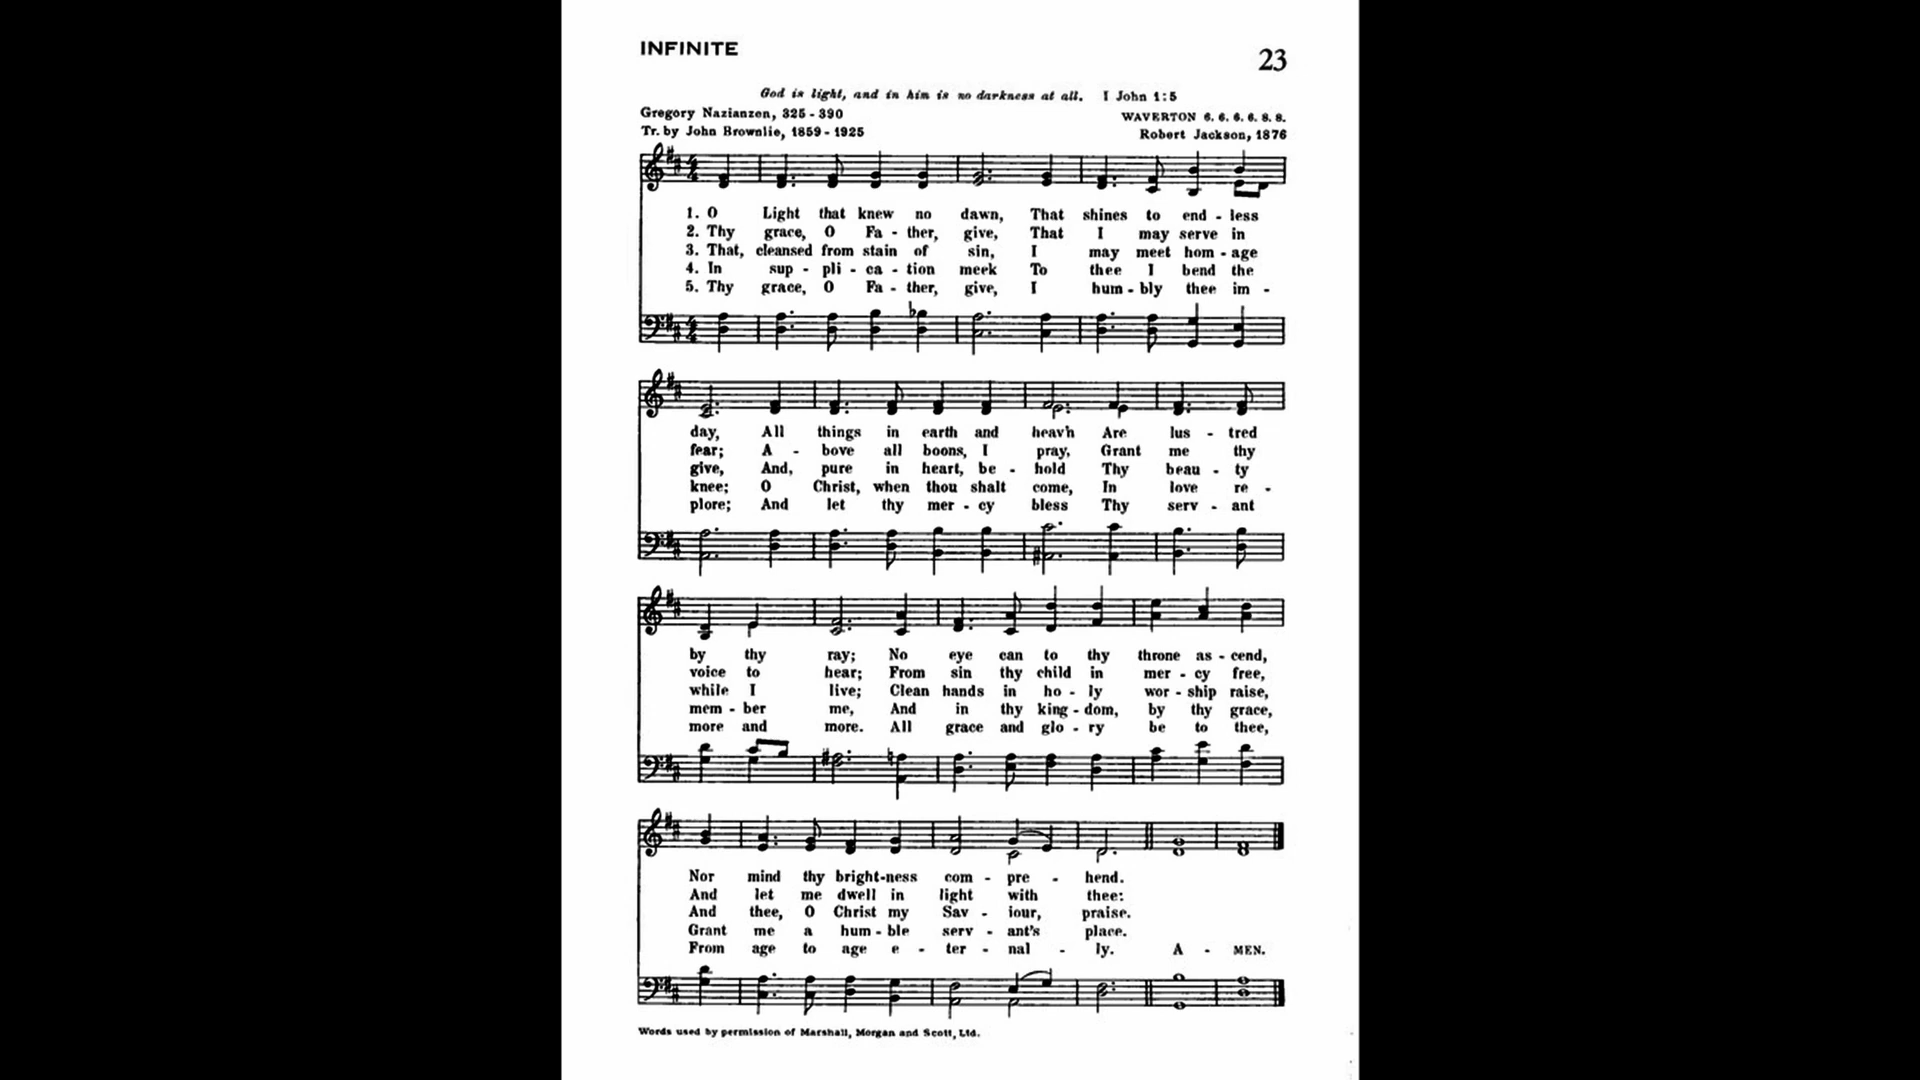 INFINITE
23
God is light, and in him is no darkness at all. I John 1:5
Gregory Nazianzen, 325 - 390
WAVERTON 6. 6. 6. 6. 8. 8.
Tr. by John Brownlie, 1859 - 1925
Robert Jackson, 1876
1. O Light that knew no dawn, That shines to end - less
2. Thy grace, O Fa - ther, give, That I may serve in
3. That, cleansed from stain of sin, I may meet hom - age
4. In sup - pli - ca - tion meek To thee I bend the
5. Thy grace, O Fa - ther, give, I hum - bly thee im -
day, All things in earth and heav'n Are lus - tred
fear; A - bove all boons, I pray, Grant me thy
give, And, pure in heart, be - hold Thy beau - ty
knee; O Christ, when thou shalt come, In love re -
plore; And let thy mer - cy bless Thy serv - ant
by thy ray; No eye can to thy throne as - cend,
voice to hear; From sin thy child in mer - cy free,
while I live; Clean hands in ho - ly wor - ship raise,
mem - ber me, And in thy king - dom, by thy grace,
more and more. All grace and glo - ry be to thee,
Nor mind thy bright-ness com - pre - hend.
And let me dwell in light with thee:
And thee, O Christ my Sav - iour, praise.
Grant me a hum - ble serv - ant's place.
From age to age e - ter - nal - ly. A - MEN.
Words used by permission of Marshall, Morgan and Scott, Ltd.